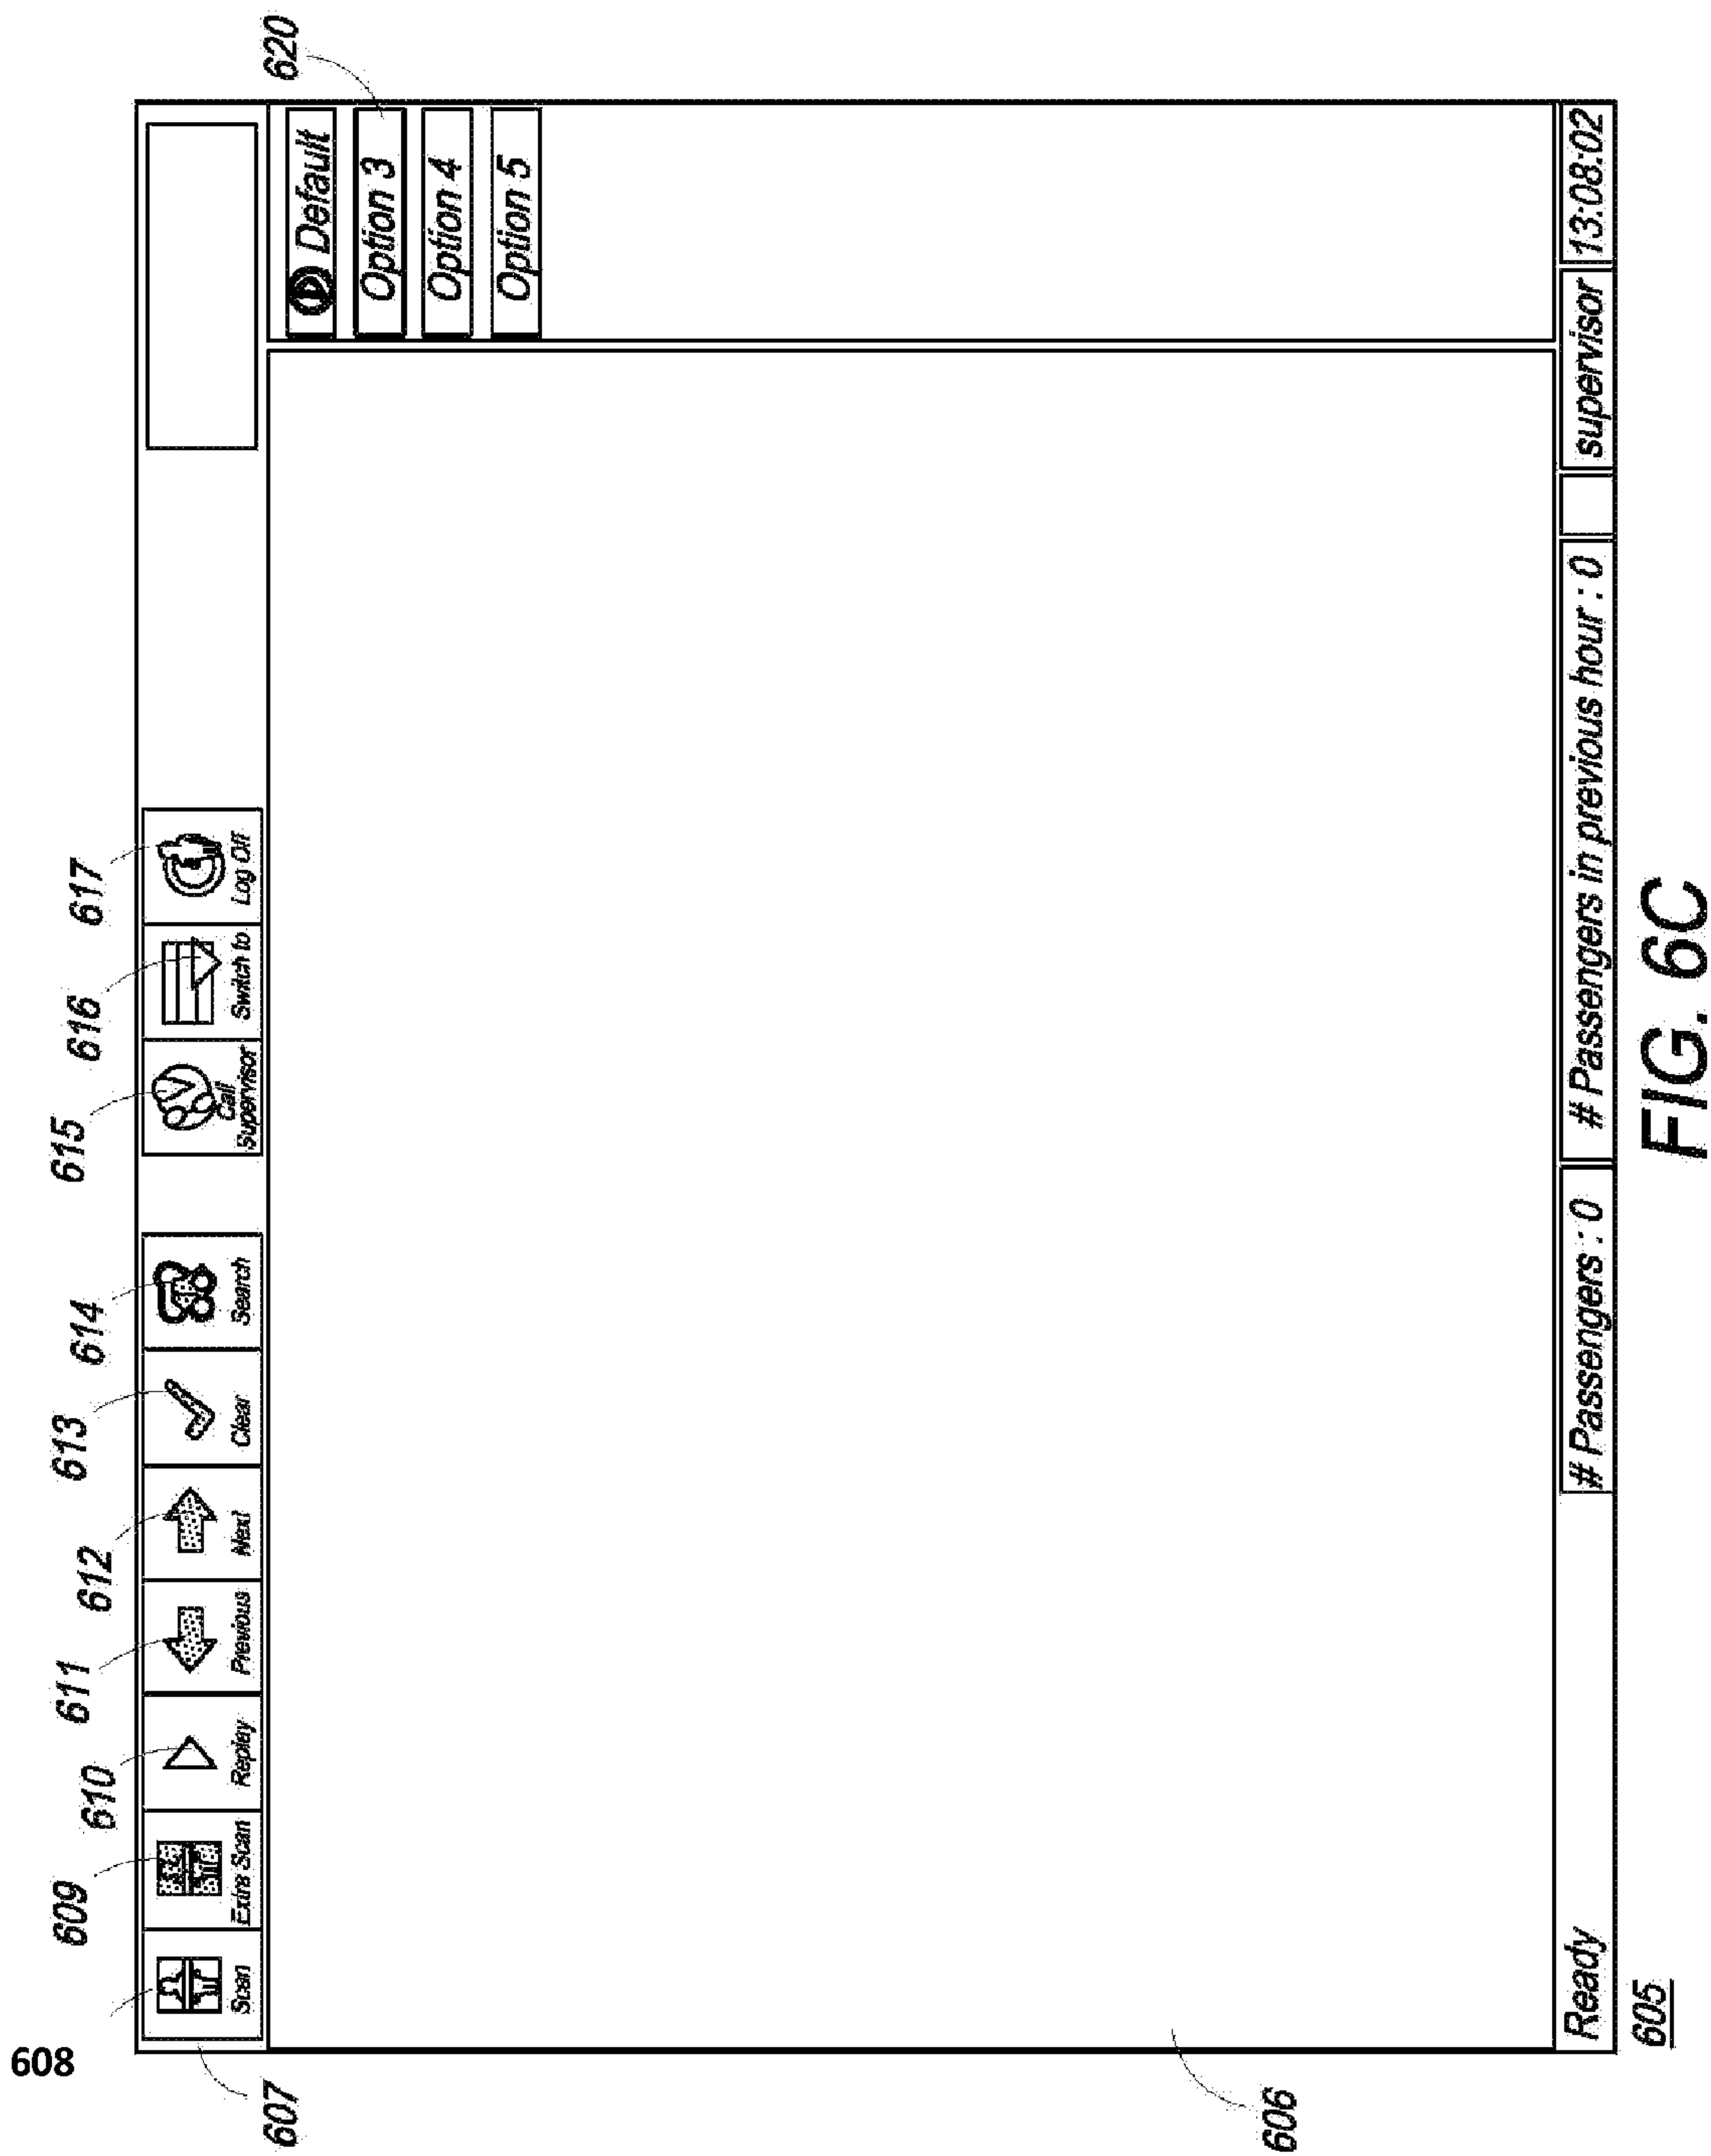 608
607
609
610
611
612
613
614
615
616
617
620
Scan
Extra Scan
Replay
Previous
Next
Clear
Search
Call
Supervisor
Switch to
Log Off
Default
Option 3
Option 4
Option 5
606
Ready
# Passengers : 0
# Passengers in previous hour : 0
supervisor
13:08:02
605
FIG. 6C